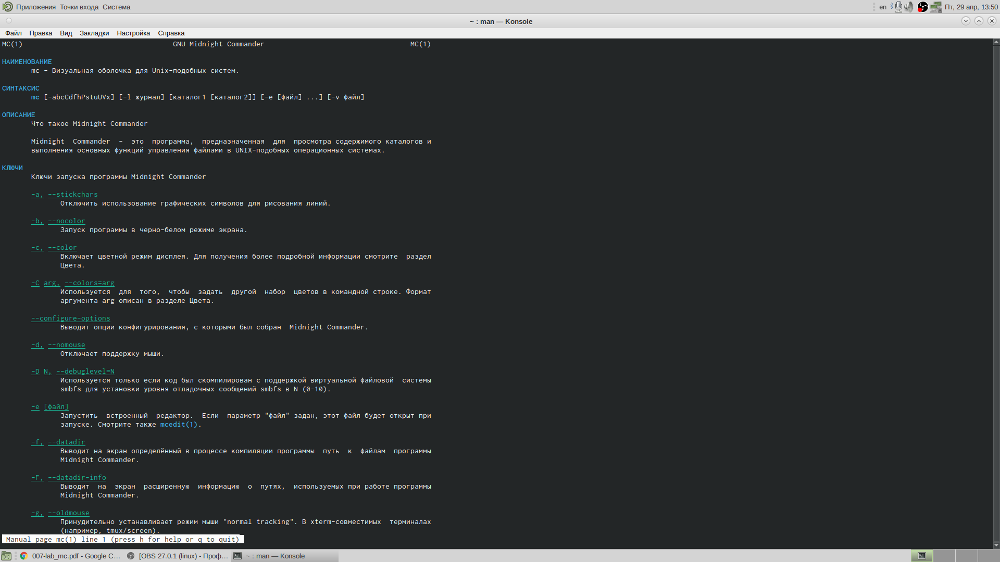 Приложения Точки входа Система en Пт, 29 апр, 13:50
~ : man — Konsole
Файл Правка Вид Закладки Настройка Справка
MC(1) GNU Midnight Commander MC(1)
НАИМЕНОВАНИЕ
mc - Визуальная оболочка для Unix-подобных систем.
СИНТАКСИС
mc [-abcCdfhPstuUVx] [-l журнал] [каталог1 [каталог2]] [-e [файл] ...] [-v файл]
ОПИСАНИЕ
Что такое Midnight Commander
Midnight Commander - это программа, предназначенная для просмотра содержимого каталогов и
выполнения основных функций управления файлами в UNIX-подобных операционных системах.
КЛЮЧИ
Ключи запуска программы Midnight Commander
-a, --stickchars
Отключить использование графических символов для рисования линий.
-b, --nocolor
Запуск программы в черно-белом режиме экрана.
-c, --color
Включает цветной режим дисплея. Для получения более подробной информации смотрите раздел
Цвета.
-C arg, --colors=arg
Используется для того, чтобы задать другой набор цветов в командной строке. Формат
аргумента arg описан в разделе Цвета.
--configure-options
Выводит опции конфигурирования, с которыми был собран Midnight Commander.
-d, --nomouse
Отключает поддержку мыши.
-D N, --debuglevel=N
Используется только если код был скомпилирован с поддержкой виртуальной файловой системы
smbfs для установки уровня отладочных сообщений smbfs в N (0-10).
-e [файл]
Запустить встроенный редактор. Если параметр "файл" задан, этот файл будет открыт при
запуске. Смотрите также mcedit(1).
-f, --datadir
Выводит на экран определённый в процессе компиляции программы путь к файлам программы
Midnight Commander.
-F, --datadir-info
Выводит на экран расширенную информацию о путях, используемых при работе программы
Midnight Commander.
-g, --oldmouse
Принудительно устанавливает режим мыши "normal tracking". В xterm-совместимых терминалах
(например, tmux/screen).
Manual page mc(1) line 1 (press h for help or q to quit)
007-lab_mc.pdf - Google C... [OBS 27.0.1 (linux) - Проф... ~ : man — Konsole